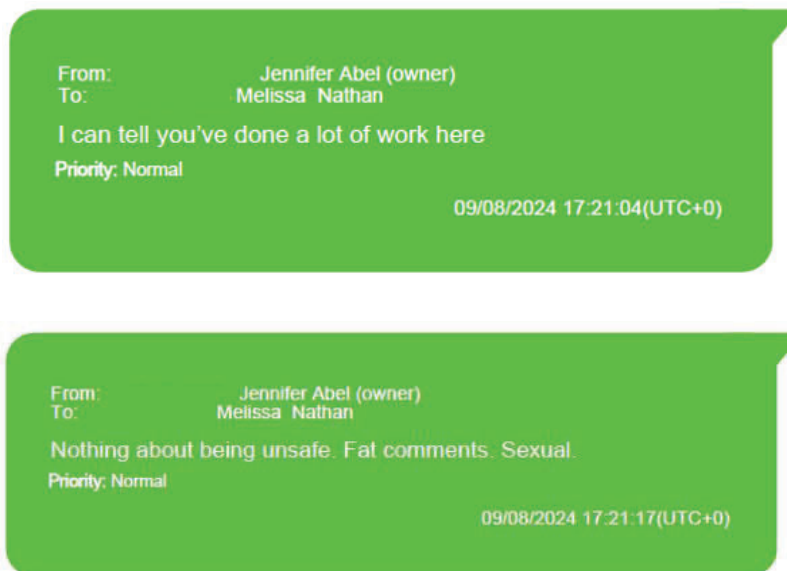 From: Jennifer Abel (owner)
To: Melissa Nathan
I can tell you've done a lot of work here
Priority: Normal
09/08/2024 17:21:04(UTC+0)
From: Jennifer Abel (owner)
To: Melissa Nathan
Nothing about being unsafe. Fat comments. Sexual.
Priority: Normal
09/08/2024 17:21:17(UTC+0)